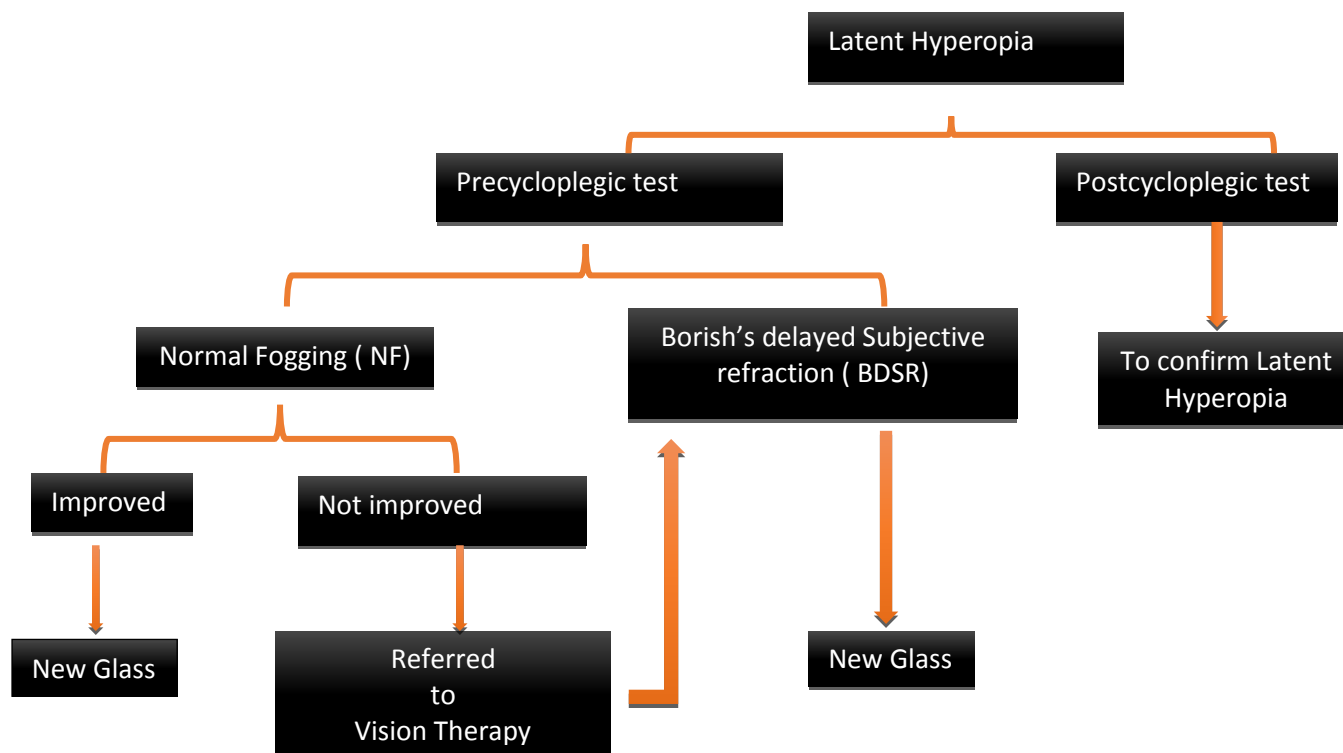 Latent Hyperopia
Precycloplegic test
Postcycloplegic test
Normal Fogging ( NF)
Borish’s delayed Subjective
refraction ( BDSR)
To confirm Latent
Hyperopia
Improved
Not improved
New Glass
Referred
to
Vision Therapy
New Glass